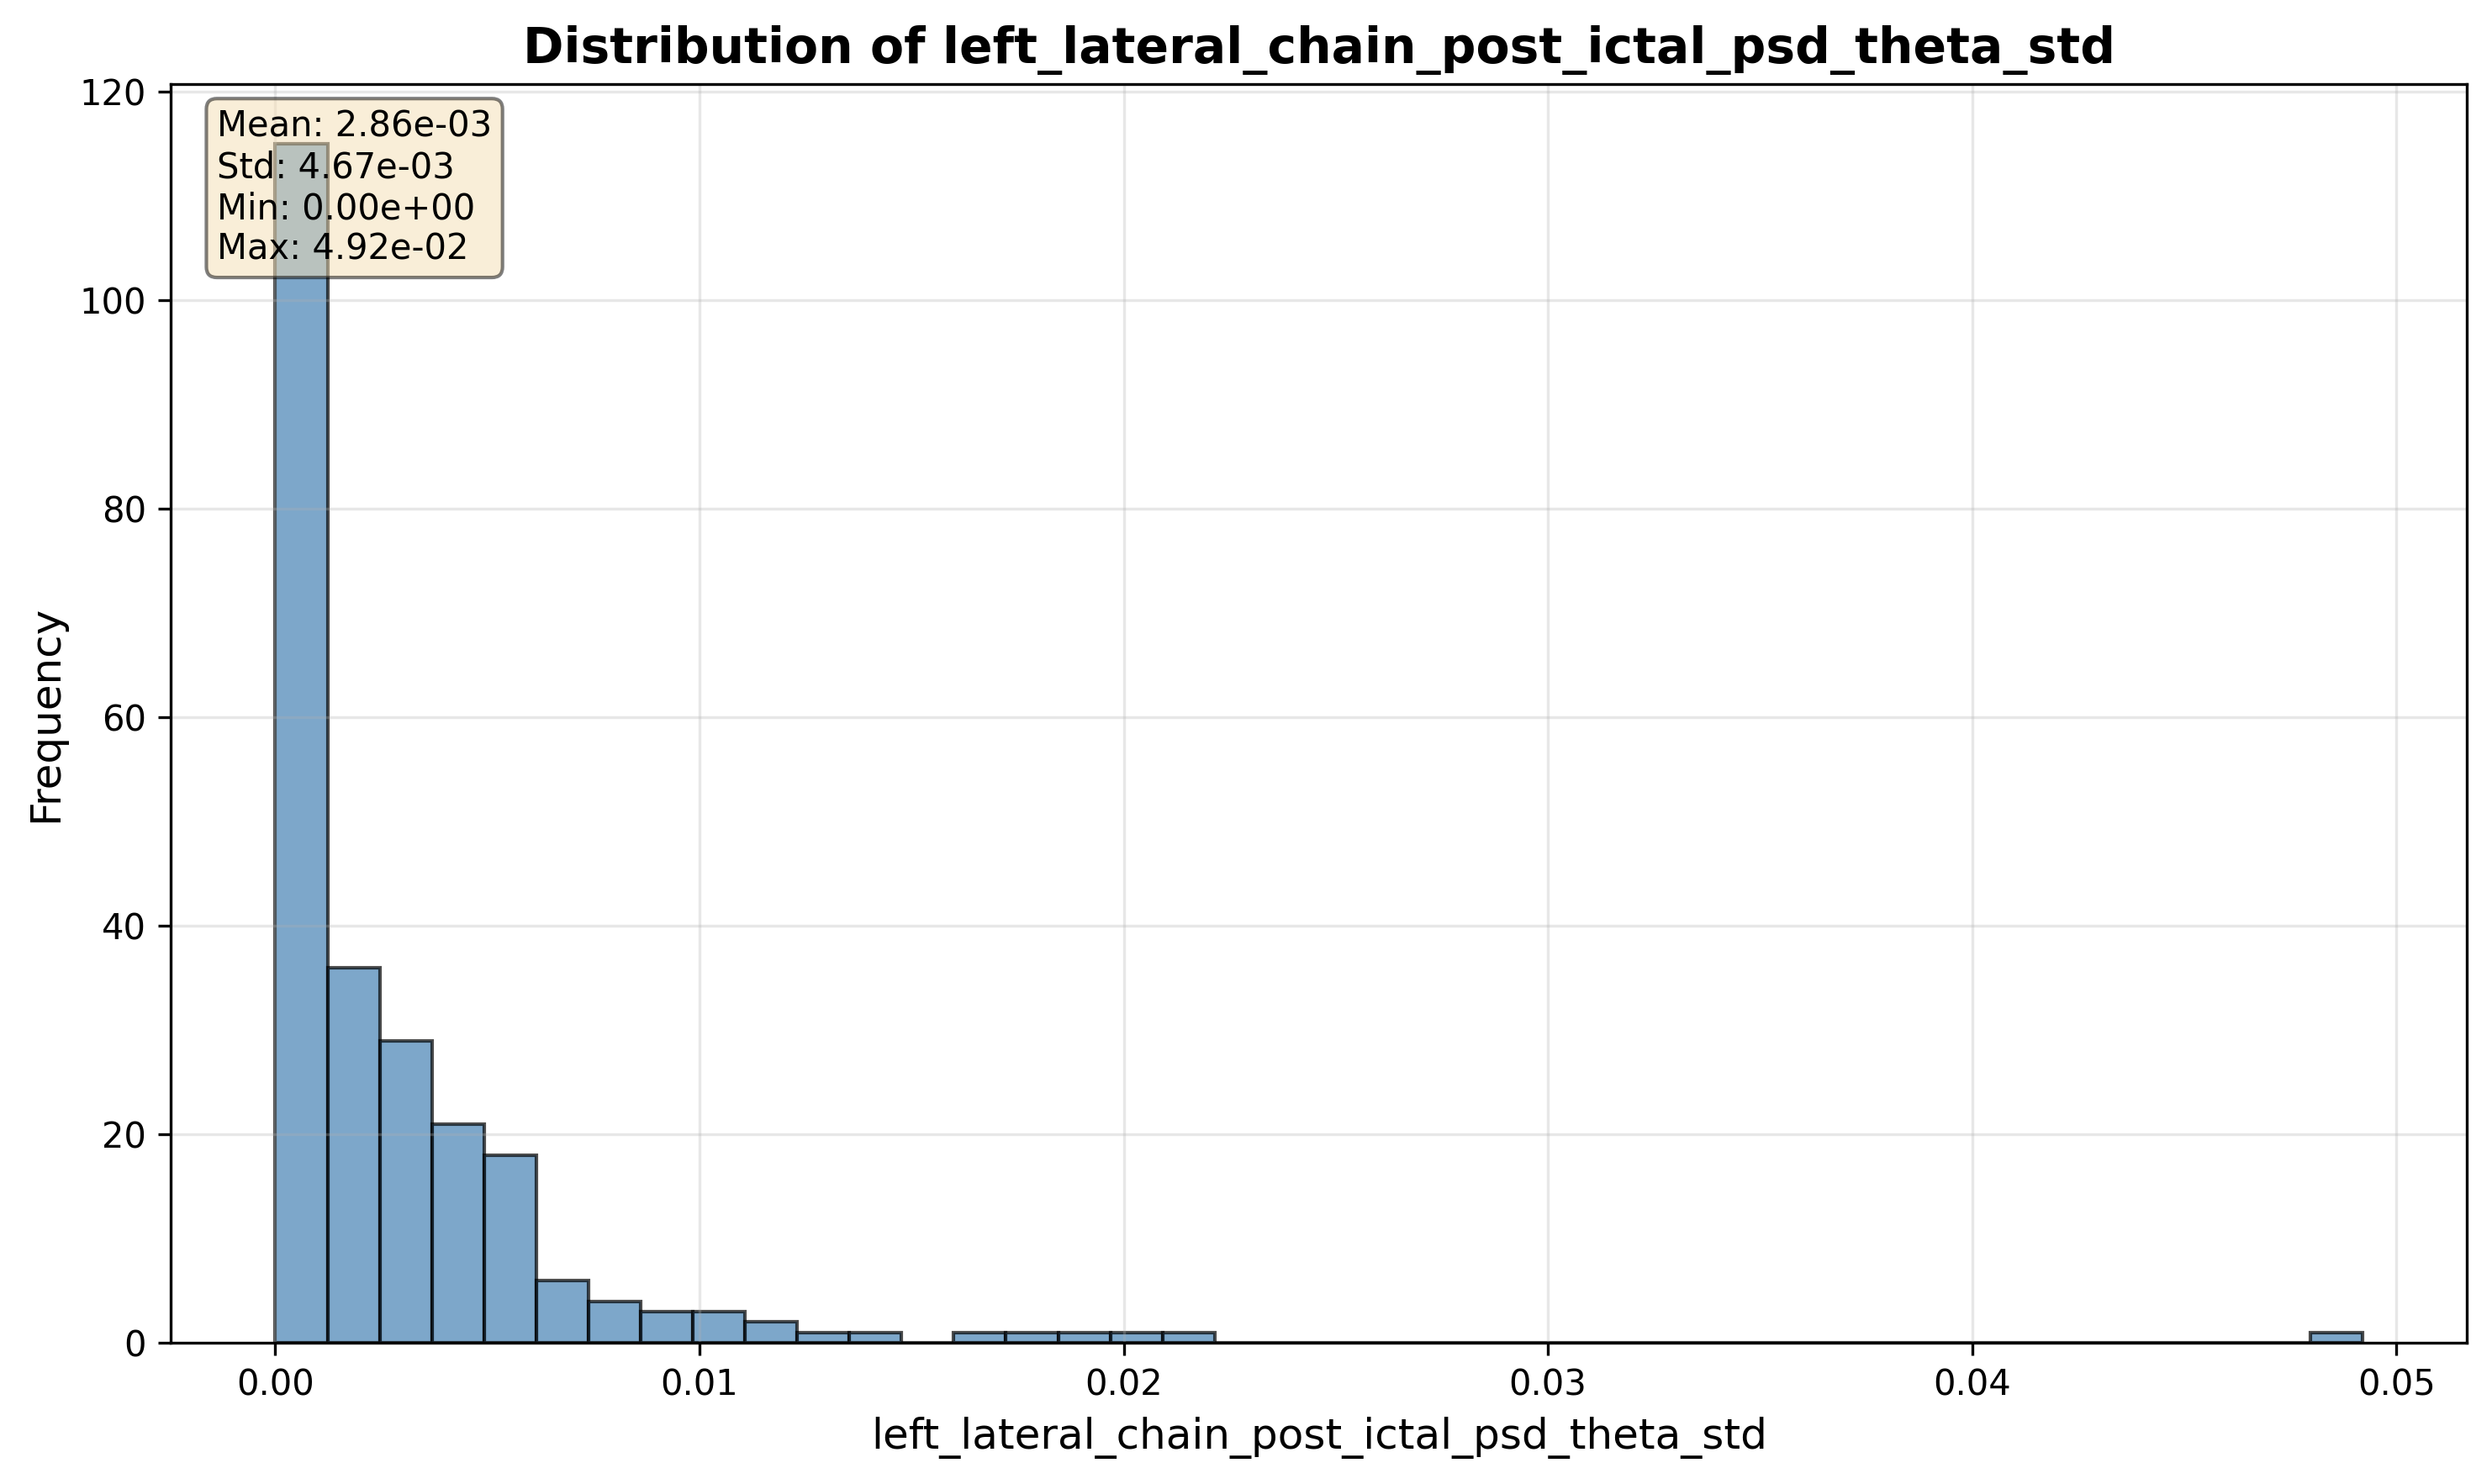 Distribution of left_lateral_chain_post_ictal_psd_theta_std
120
100
80
60
40
20
0
Frequency
Mean: 2.86e-03
Std: 4.67e-03
Min: 0.00e+00
Max: 4.92e-02
0.00 0.01 0.02 0.03 0.04 0.05
left_lateral_chain_post_ictal_psd_theta_std